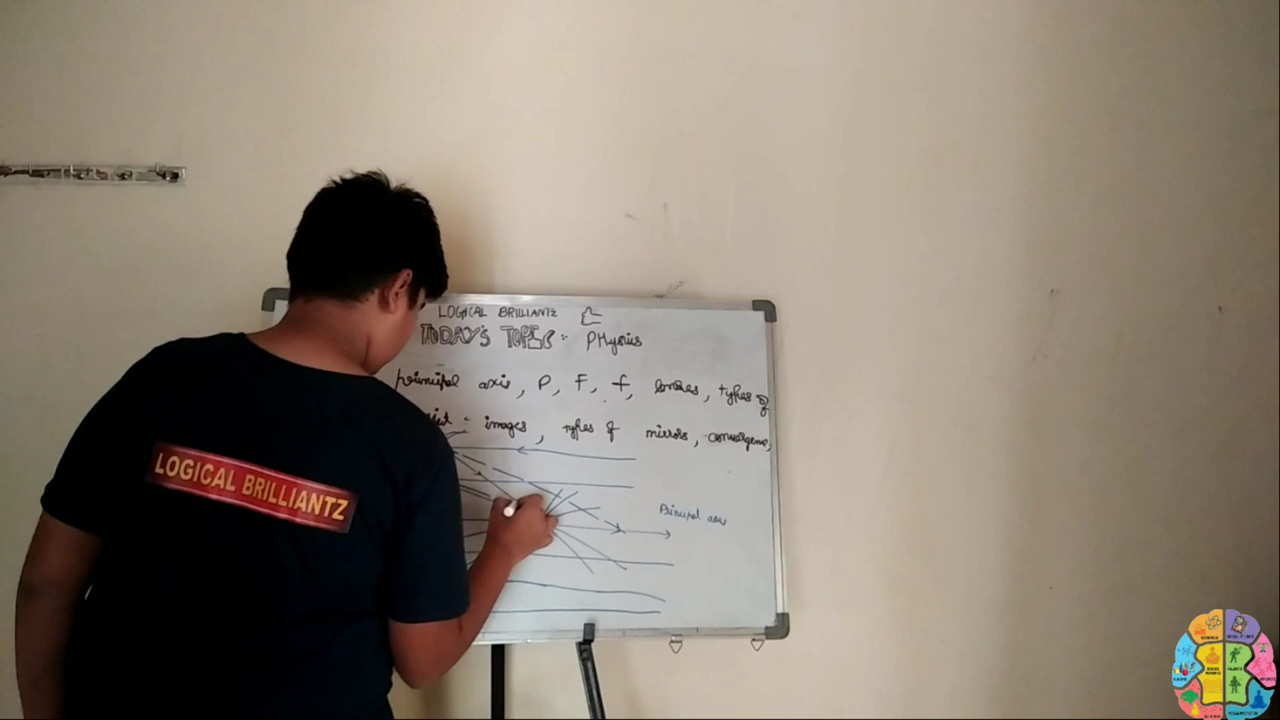 LOGICAL BRILLIANTZ
TODAY'S TOPIC :- PHysics
principal axis, P, F, f, lenses, types of
images, types of mirrors, convergence,
Principal axis
LOGICAL BRILLIANTZ